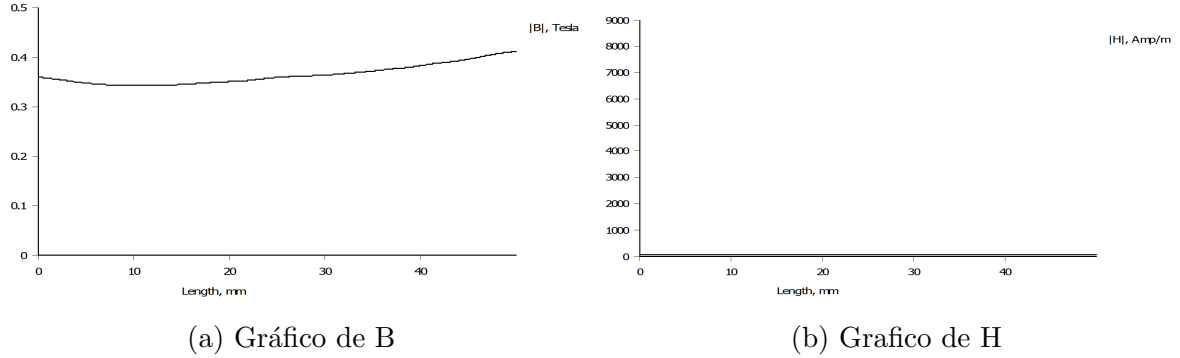 0.5
0.4
0.3
0.2
0.1
0
0 10 20 30 40
Length, mm
|B|, Tesla
(a) Gráfico de B
9000
8000
7000
6000
5000
4000
3000
2000
1000
0
0 10 20 30 40
Length, mm
|H|, Amp/m
(b) Grafico de H